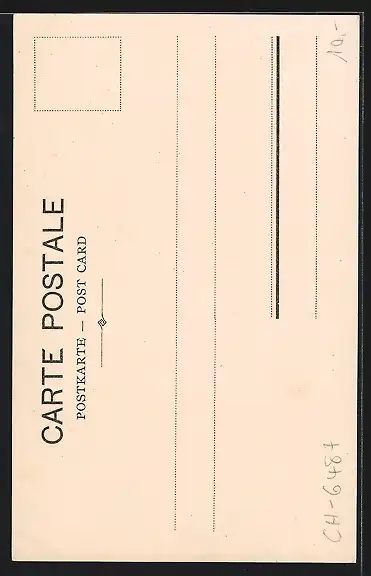 CARTE POSTALE
POSTKARTE — POST CARD
10,-
CH-6487